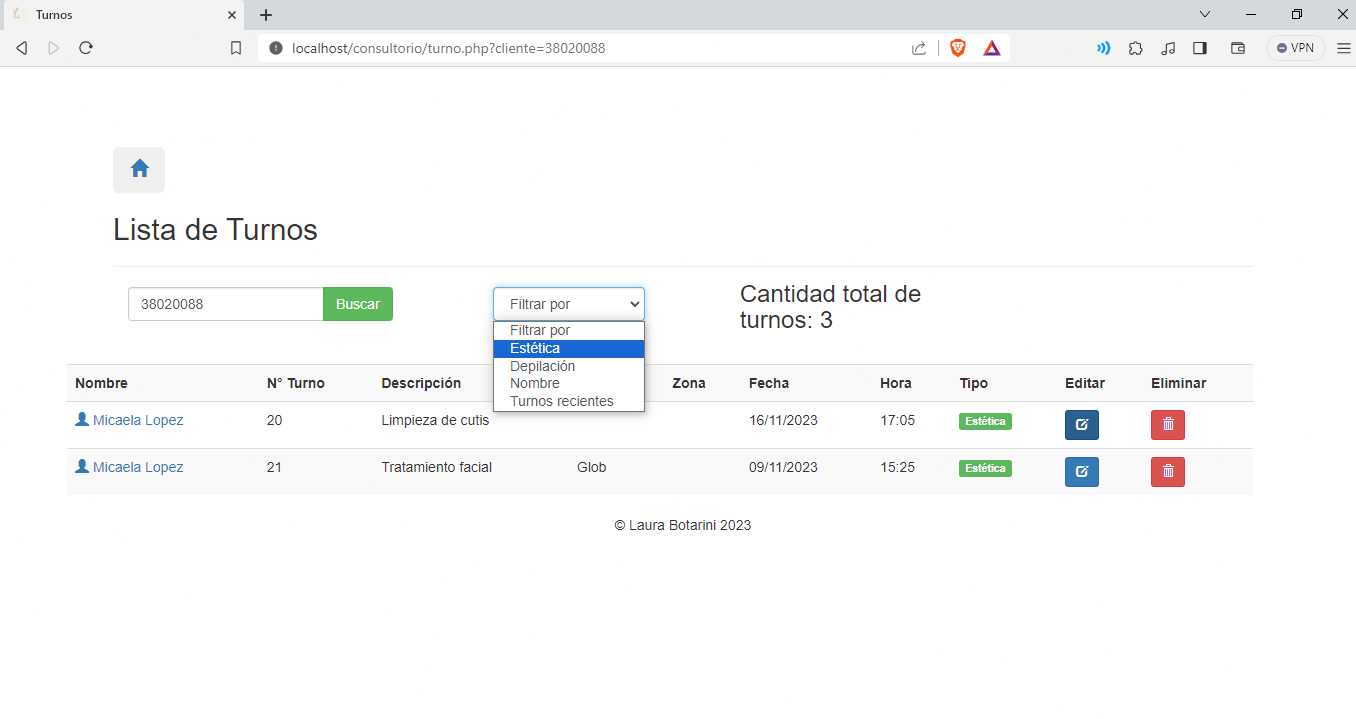 Turnos
localhost/consultorio/turno.php?cliente=38020088
VPN
Lista de Turnos
38020088 Buscar
Filtrar por
Filtrar por
Estética
Depilación
Nombre
Turnos recientes
Cantidad total de
turnos: 3
Nombre N° Turno Descripción Zona Fecha Hora Tipo Editar Eliminar
Micaela Lopez 20 Limpieza de cutis 16/11/2023 17:05 Estética
Micaela Lopez 21 Tratamiento facial Glob 09/11/2023 15:25 Estética
© Laura Botarini 2023